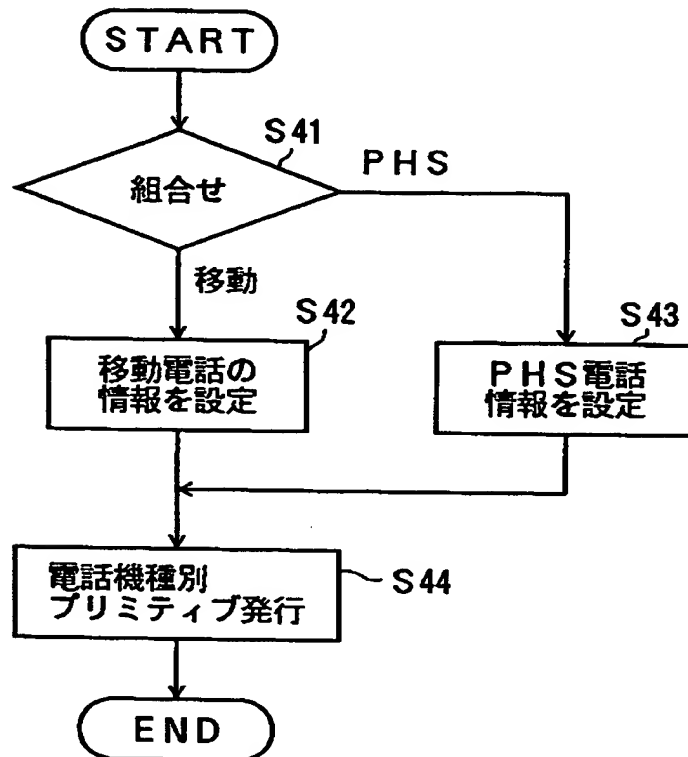 START
S41
組合せ
PHS
移動
S42
移動電話の
情報を設定
S43
PHS電話
情報を設定
電話機種別
プリミティブ発行
S44
END